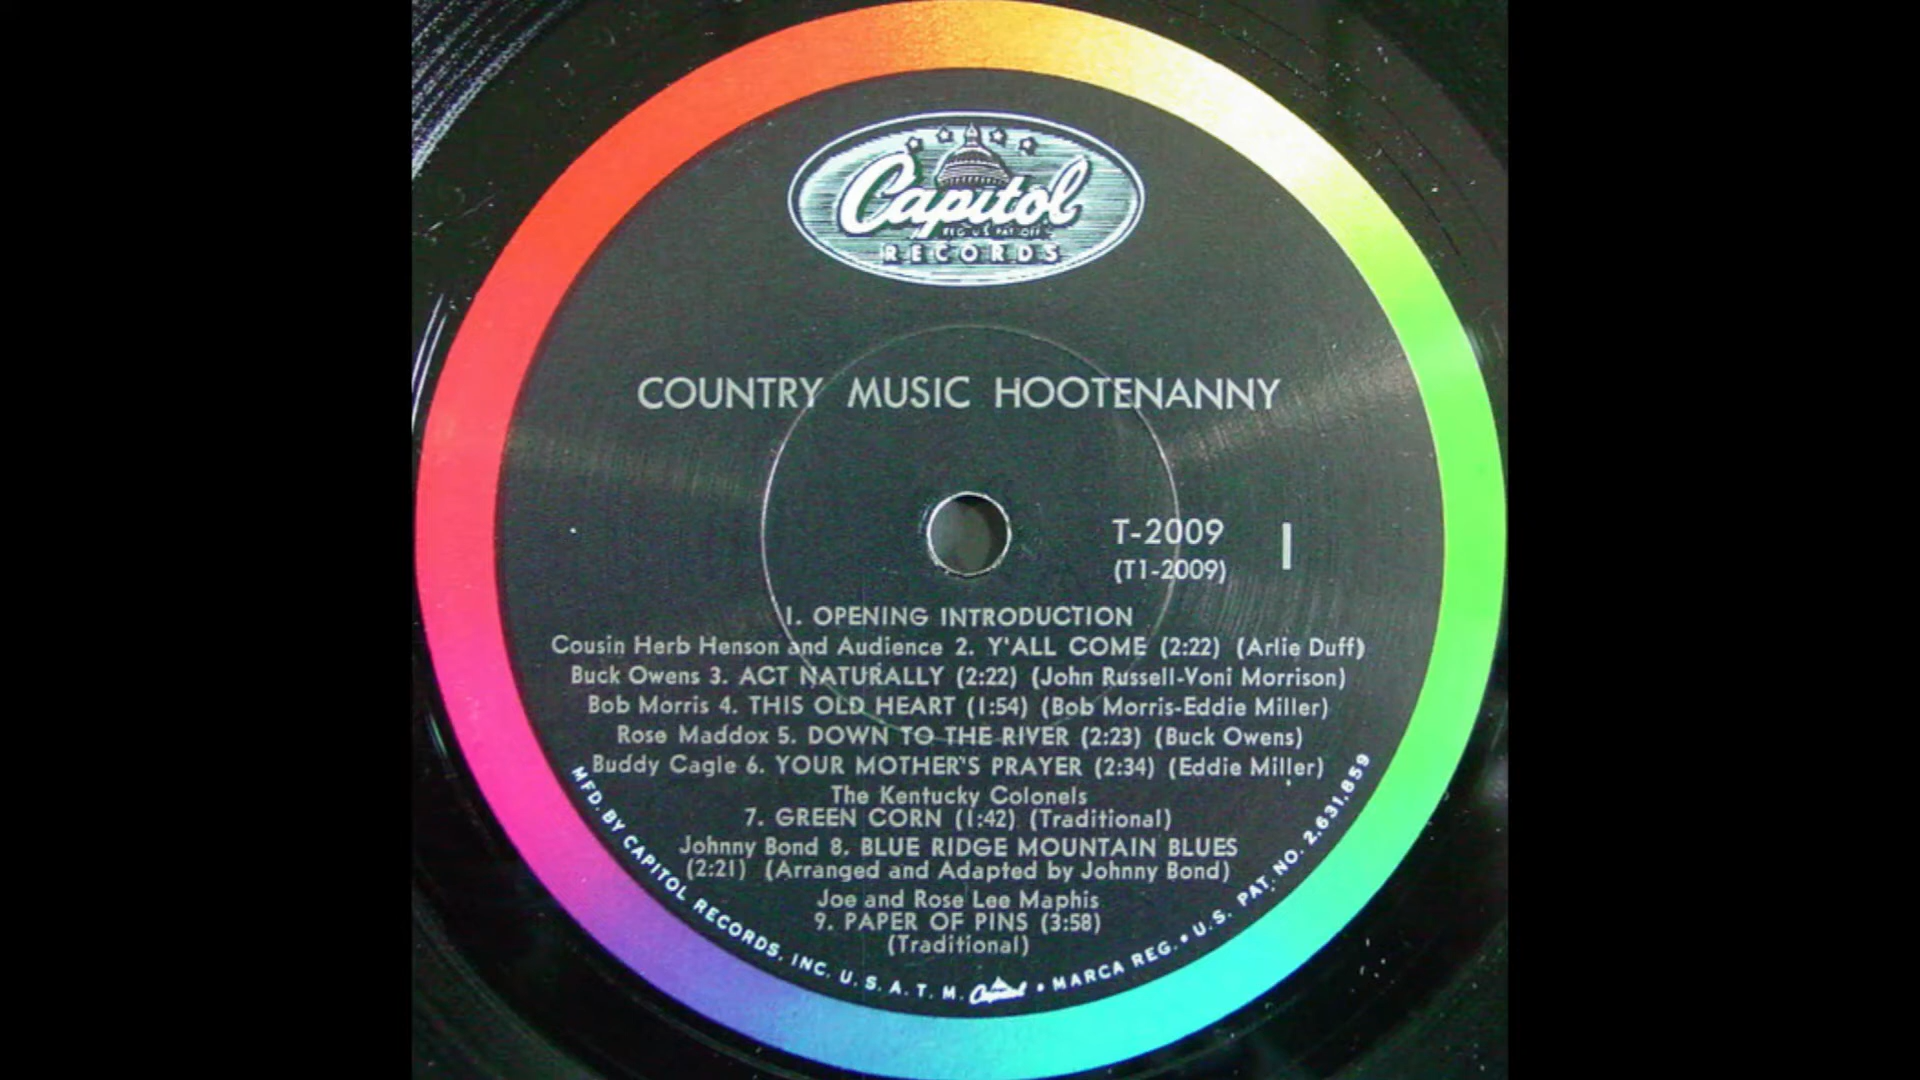 Capitol
REG. U.S. PAT. OFF.
RECORDS
COUNTRY MUSIC HOOTENANNY
T-2009
(T1-2009)
1
1. OPENING INTRODUCTION
Cousin Herb Henson and Audience 2. Y'ALL COME (2:22) (Arlie Duff)
Buck Owens 3. ACT NATURALLY (2:22) (John Russell-Voni Morrison)
Bob Morris 4. THIS OLD HEART (1:54) (Bob Morris-Eddie Miller)
Rose Maddox 5. DOWN TO THE RIVER (2:23) (Buck Owens)
Buddy Cagle 6. YOUR MOTHER'S PRAYER (2:34) (Eddie Miller)
The Kentucky Colonels
7. GREEN CORN (1:42) (Traditional)
Johnny Bond 8. BLUE RIDGE MOUNTAIN BLUES
(2:21) (Arranged and Adapted by Johnny Bond)
Joe and Rose Lee Maphis
9. PAPER OF PINS (3:58)
(Traditional)
MFD. BY CAPITOL RECORDS, INC. U.S.A. T.M. Capitol • MARCA REG. • U.S. PAT. NO. 2,631,859